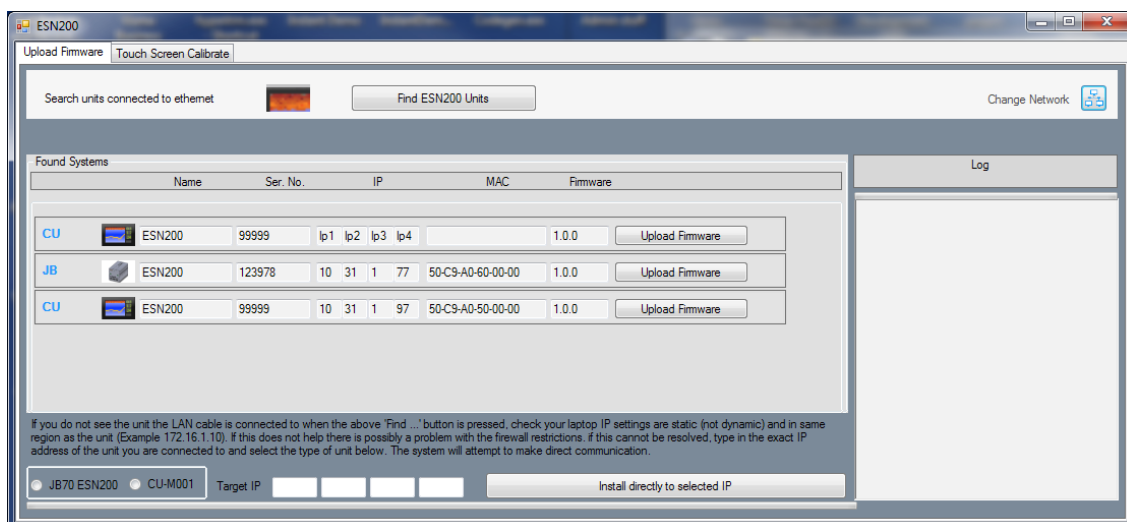 ESN200
Upload Firmware Touch Screen Calibrate
Search units connected to ethernet Find ESN200 Units Change Network
Found Systems
Name Ser. No. IP MAC Firmware
Log
CU ESN200 99999 Ip1 Ip2 Ip3 Ip4 1.0.0 Upload Firmware
JB ESN200 123978 10 31 1 77 50-C9-A0-60-00-00 1.0.0 Upload Firmware
CU ESN200 99999 10 31 1 97 50-C9-A0-50-00-00 1.0.0 Upload Firmware
If you do not see the unit the LAN cable is connected to when the above 'Find ...' button is pressed, check your laptop IP settings are static (not dynamic) and in same
region as the unit (Example 172.16.1.10). If this does not help there is possibly a problem with the firewall restrictions. if this cannot be resolved, type in the exact IP
address of the unit you are connected to and select the type of unit below. The system will attempt to make direct communication.
JB70 ESN200 CU-M001 Target IP Install directly to selected IP